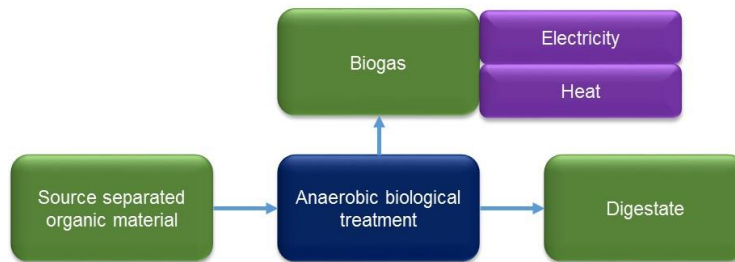 Biogas
Electricity
Heat
Source separated
organic material
Anaerobic biological
treatment
Digestate